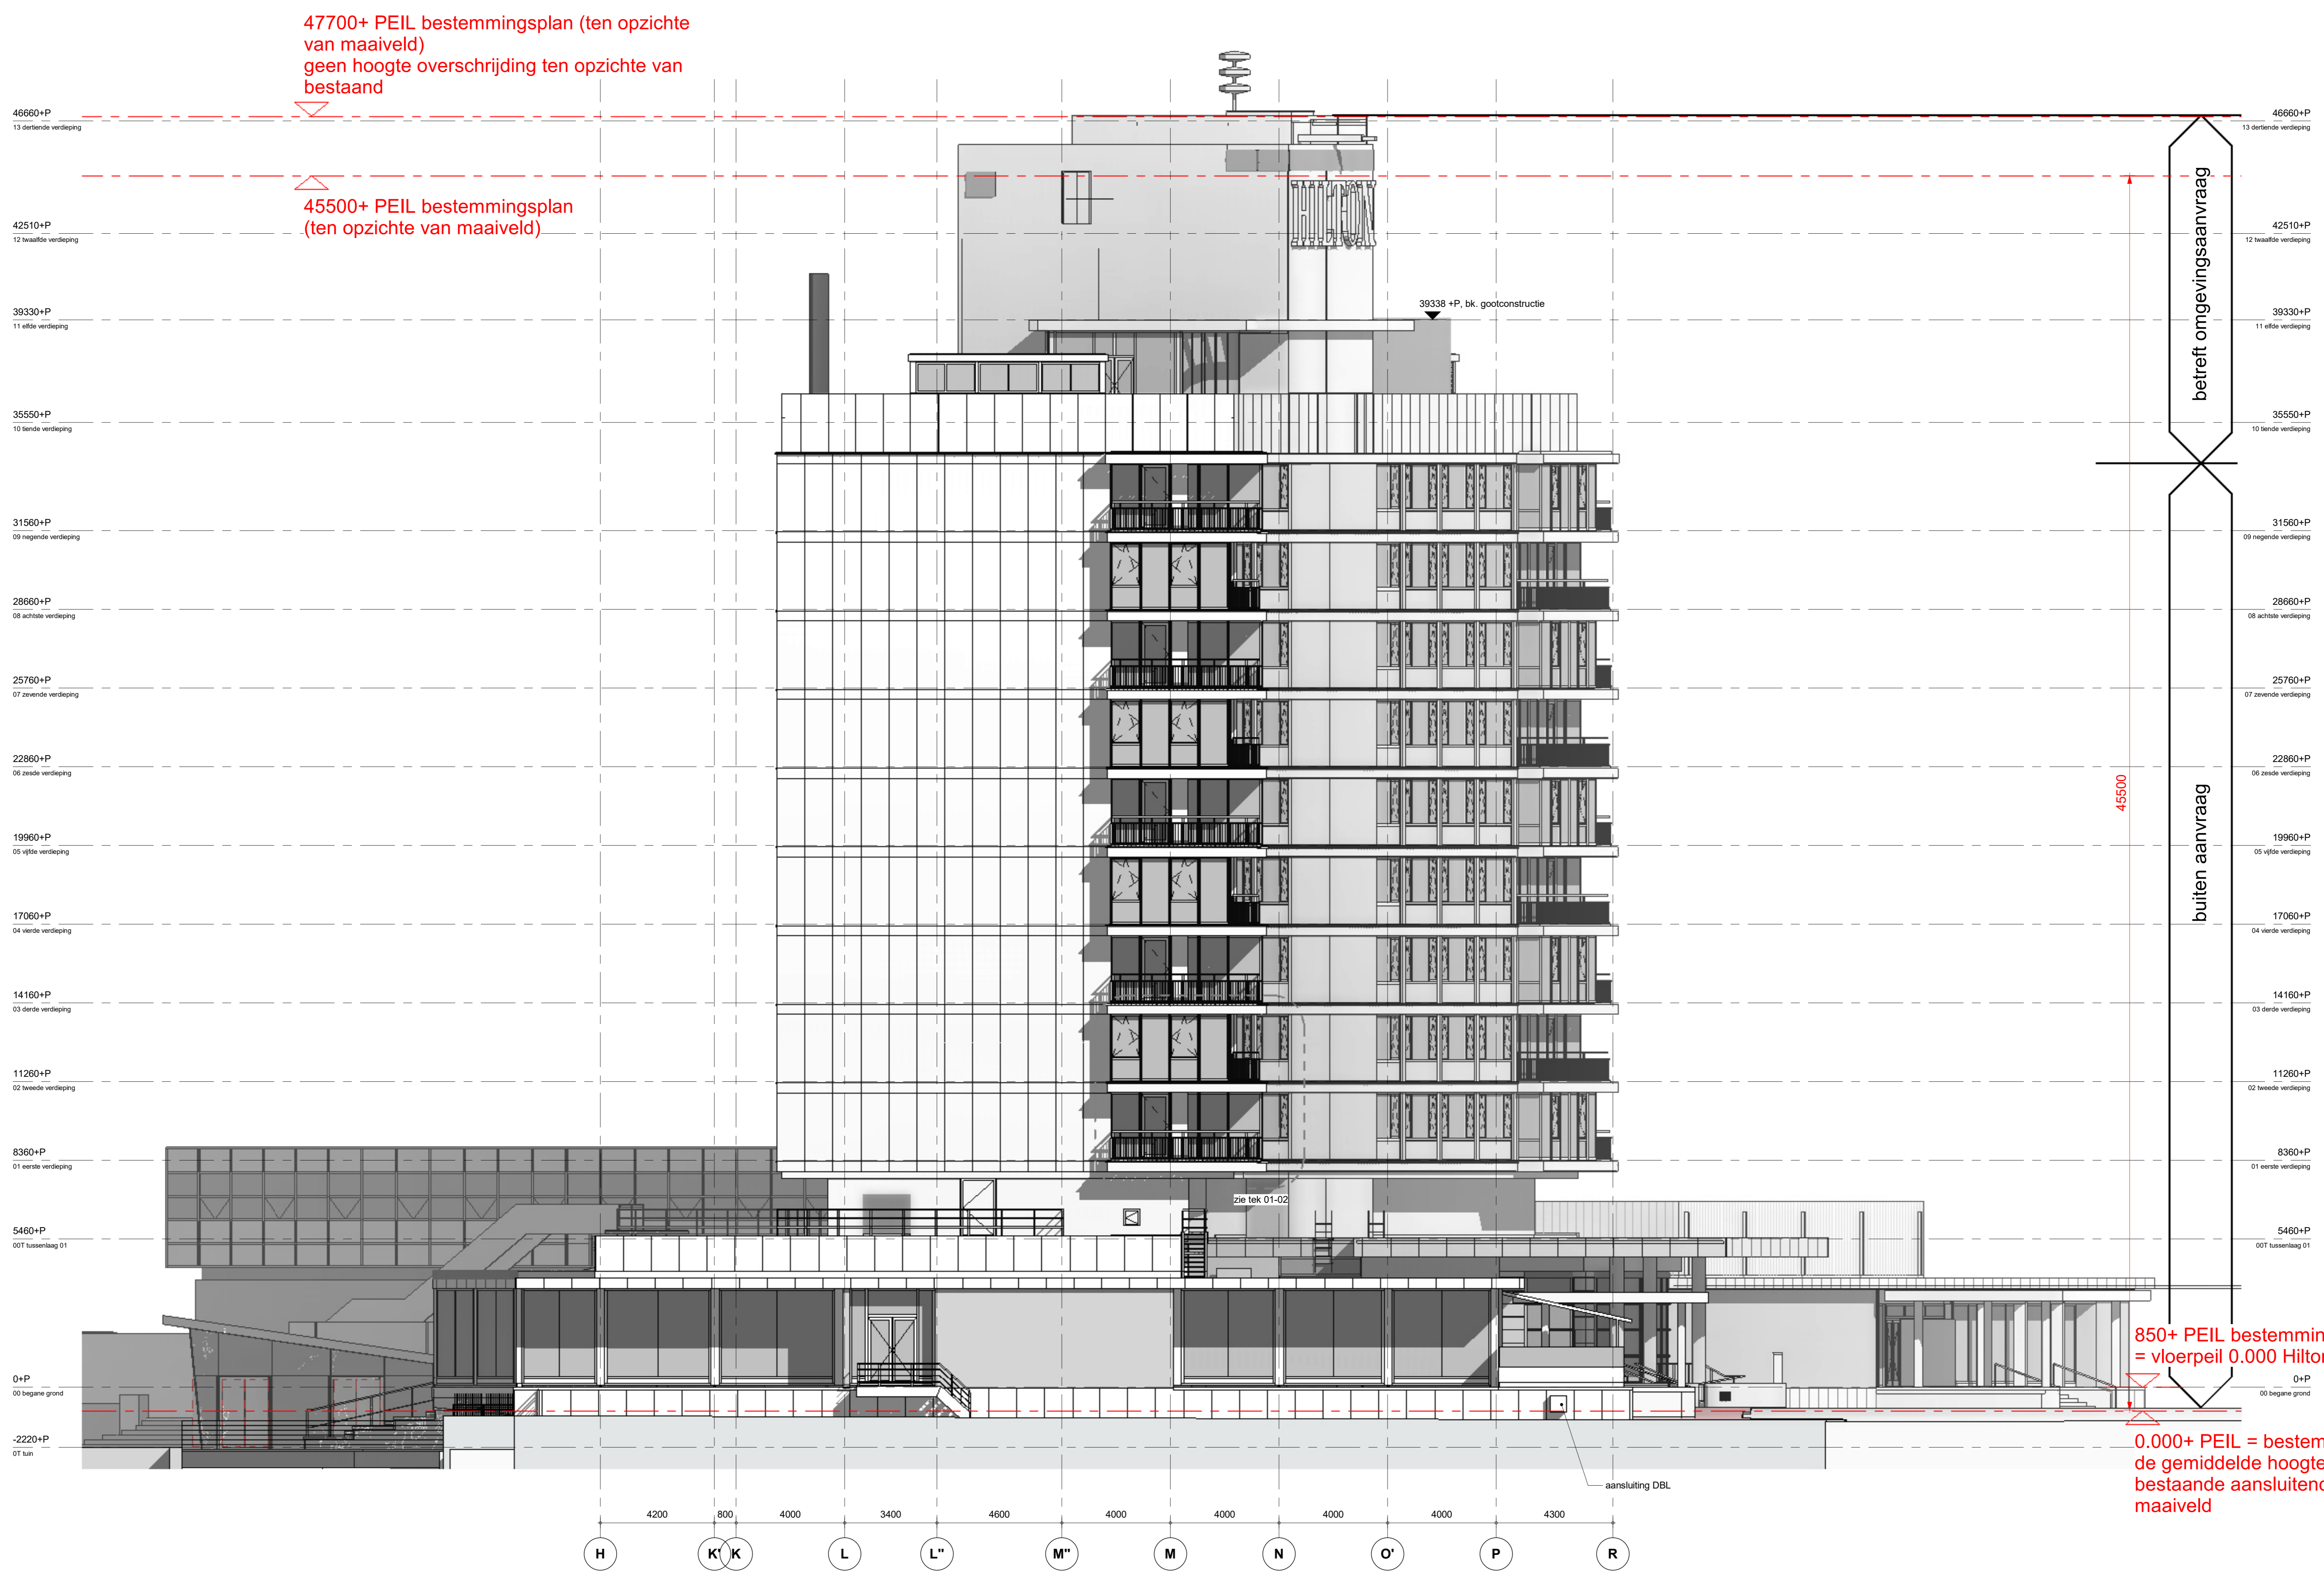 47700+ PEIL bestemmingsplan (ten opzichte
van maaiveld)
geen hoogte overschrijding ten opzichte van
bestaand
46660+P
13 dertiende verdieping
46660+P
13 dertiende verdieping
45500+ PEIL bestemmingsplan
(ten opzichte van maaiveld)
HILTON
42510+P
12 twaalfde verdieping
42510+P
12 twaalfde verdieping
betreft omgevingsaanvraag
39338 +P, bk. gootconstructie
39330+P
11 elfde verdieping
39330+P
11 elfde verdieping
35550+P
10 tiende verdieping
35550+P
10 tiende verdieping
31560+P
09 negende verdieping
31560+P
09 negende verdieping
28660+P
08 achtste verdieping
28660+P
08 achtste verdieping
25760+P
07 zevende verdieping
25760+P
07 zevende verdieping
22860+P
06 zesde verdieping
22860+P
06 zesde verdieping
45500
buiten aanvraag
19960+P
05 vijfde verdieping
19960+P
05 vijfde verdieping
17060+P
04 vierde verdieping
17060+P
04 vierde verdieping
14160+P
03 derde verdieping
14160+P
03 derde verdieping
11260+P
02 tweede verdieping
11260+P
02 tweede verdieping
8360+P
01 eerste verdieping
8360+P
01 eerste verdieping
zie tek 01-02
5460+P
00T tussenlaag 01
5460+P
00T tussenlaag 01
850+ PEIL bestemmin
= vloerpeil 0.000 Hilto
0+P
00 begane grond
0+P
00 begane grond
-2220+P
0T tuin
0.000+ PEIL = bestem
de gemiddelde hoogte
bestaande aansluitend
maaiveld
aansluiting DBL
4200 800 4000 3400 4600 4000 4000 4000 4000 4300
H K' K L L" M" M N O' P R